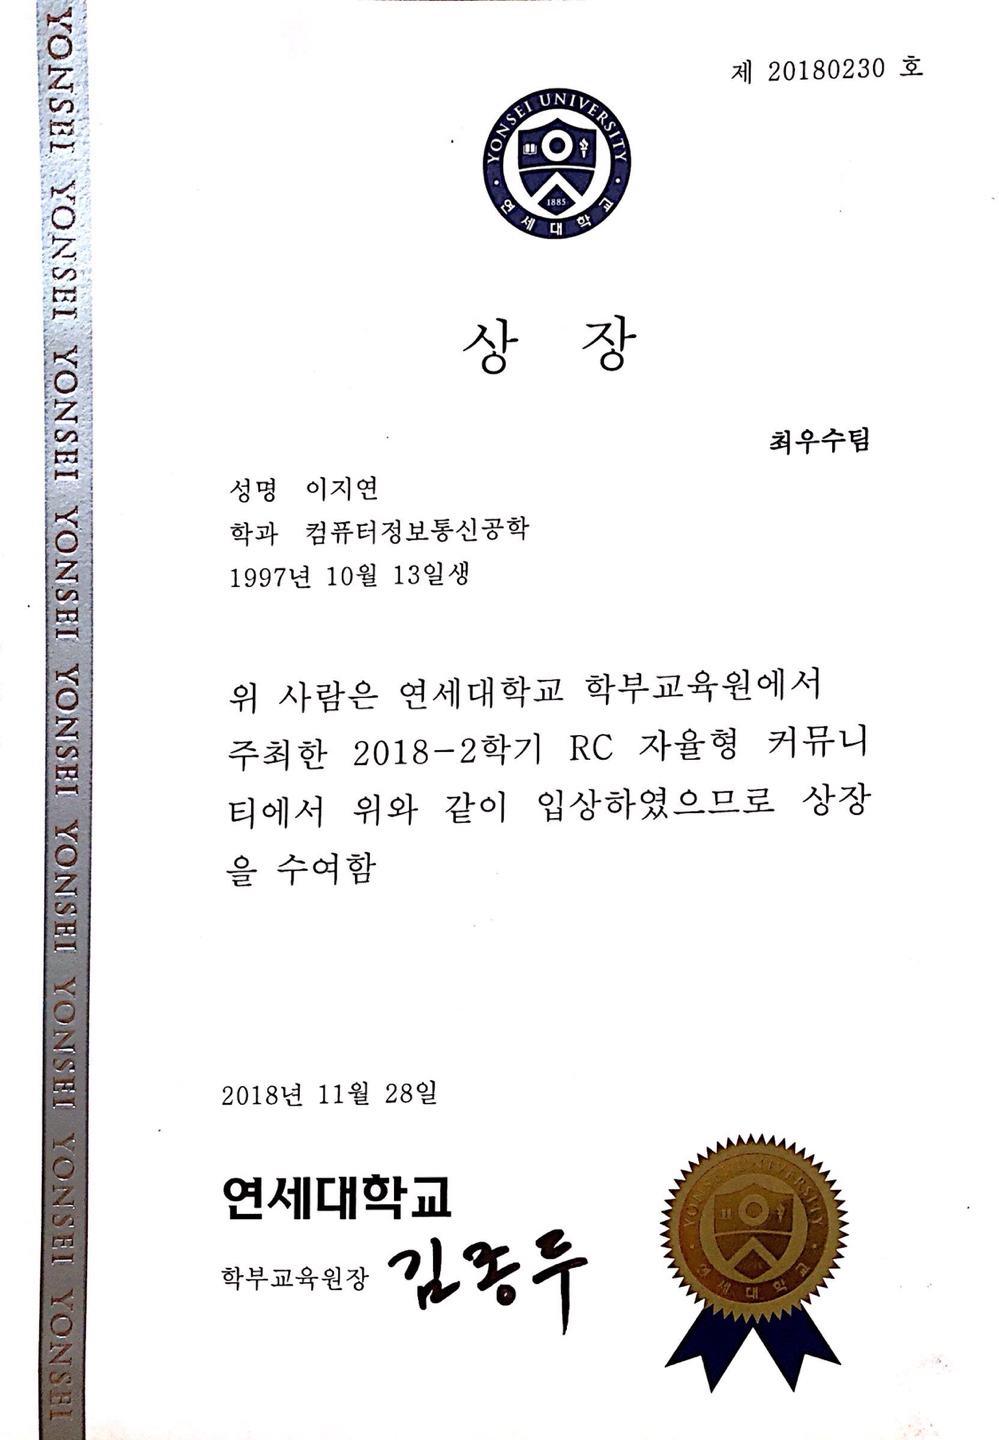 제 20180230 호
YONSEI UNIVERSITY
1885
연세대학교
상 장
최우수팀
성명 이지연
학과 컴퓨터정보통신공학
1997년 10월 13일생
위 사람은 연세대학교 학부교육원에서
주최한 2018-2학기 RC 자율형 커뮤니
티에서 위와 같이 입상하였으므로 상장
을 수여함
2018년 11월 28일
연세대학교
학부교육원장 김종두
YONSEI UNIVERSITY
연세대학교
YONSEI YONSEI YONSEI YONSEI YONSEI YONSEI YONSEI YONSEI YONSEI